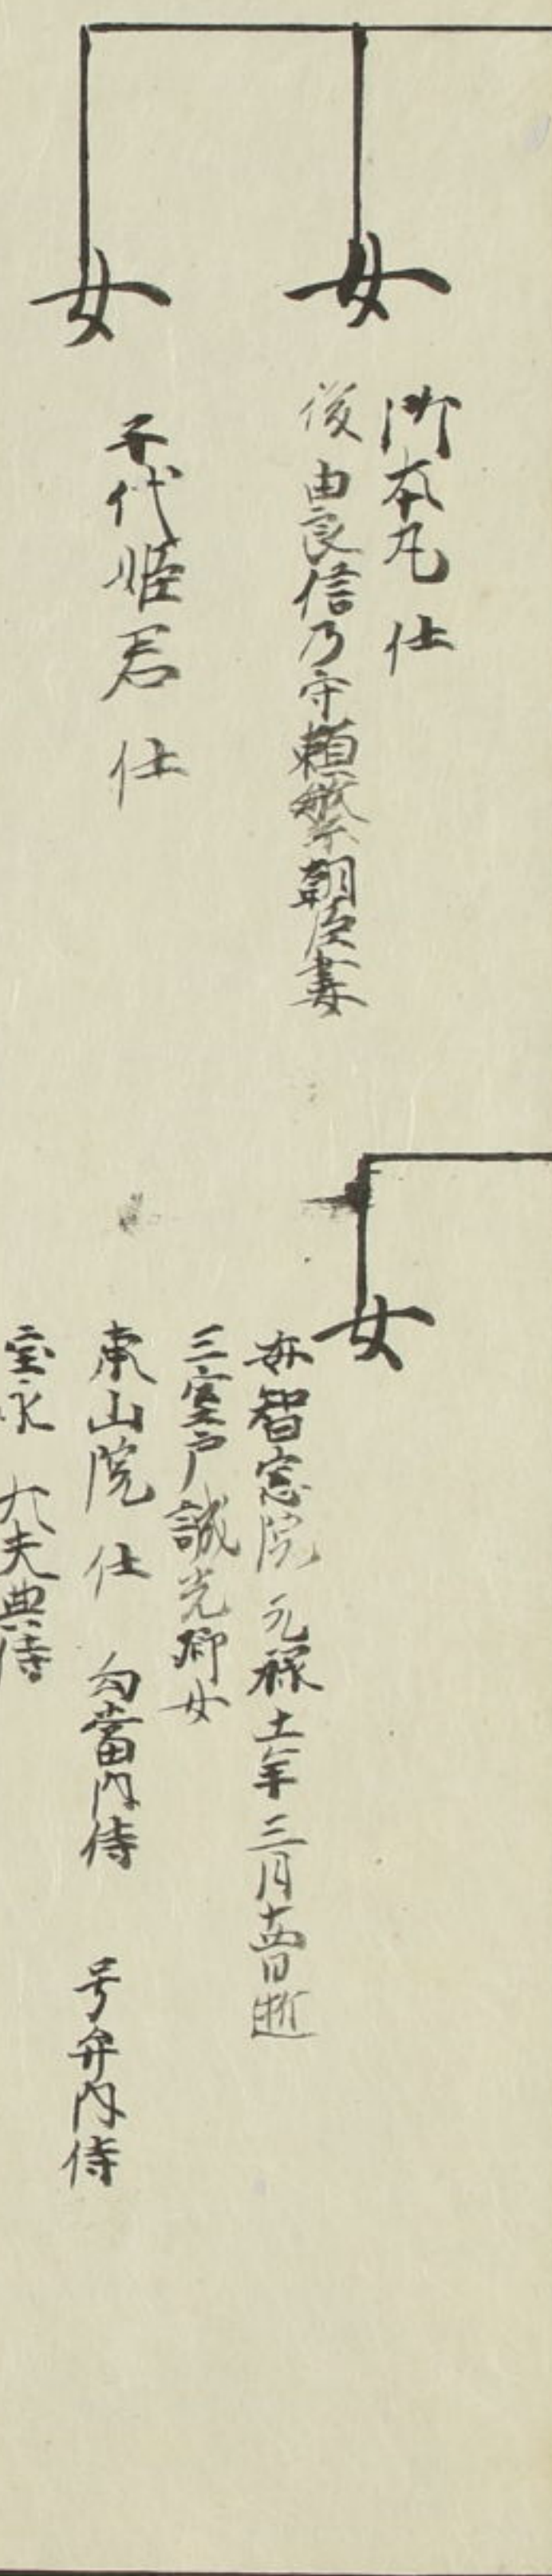 女
御本丸 仕
後 由良信乃守頼繁朝臣妻
女
千代姫君 仕
女
母智窓院 元禄十一年三月十四日逝
三室戸誠光卿女
東山院 仕 勾当内侍 号弁内侍
宝永 大夫典侍